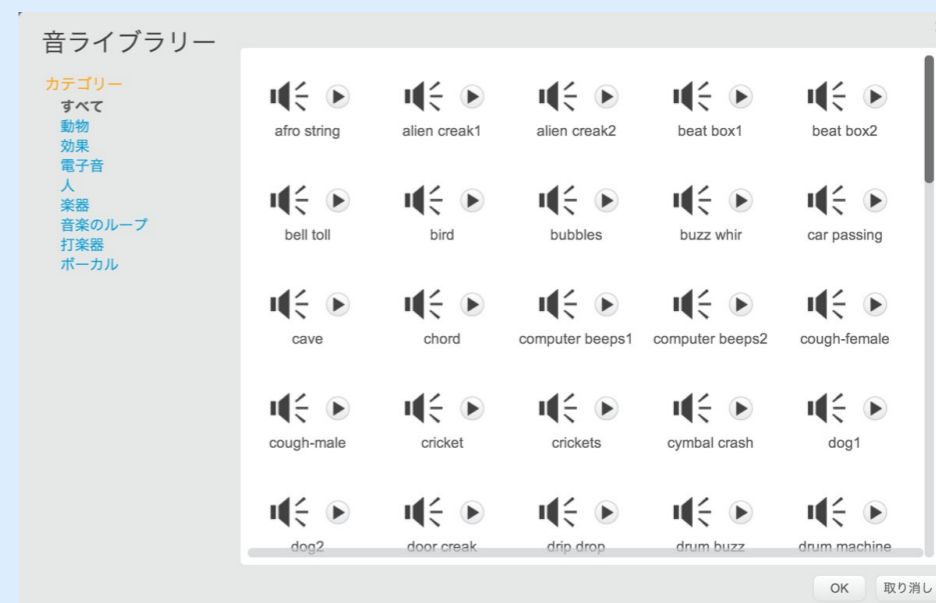 音ライブラリー
カテゴリー
すべて
動物
効果
電子音
人
楽器
音楽のループ
打楽器
ボーカル
afro string
alien creak1
alien creak2
beat box1
beat box2
bell toll
bird
bubbles
buzz whir
car passing
cave
chord
computer beeps1
computer beeps2
cough-female
cough-male
cricket
crickets
cymbal crash
dog1
dog2
door creak
drip drop
drum buzz
drum machine
OK
取り消し